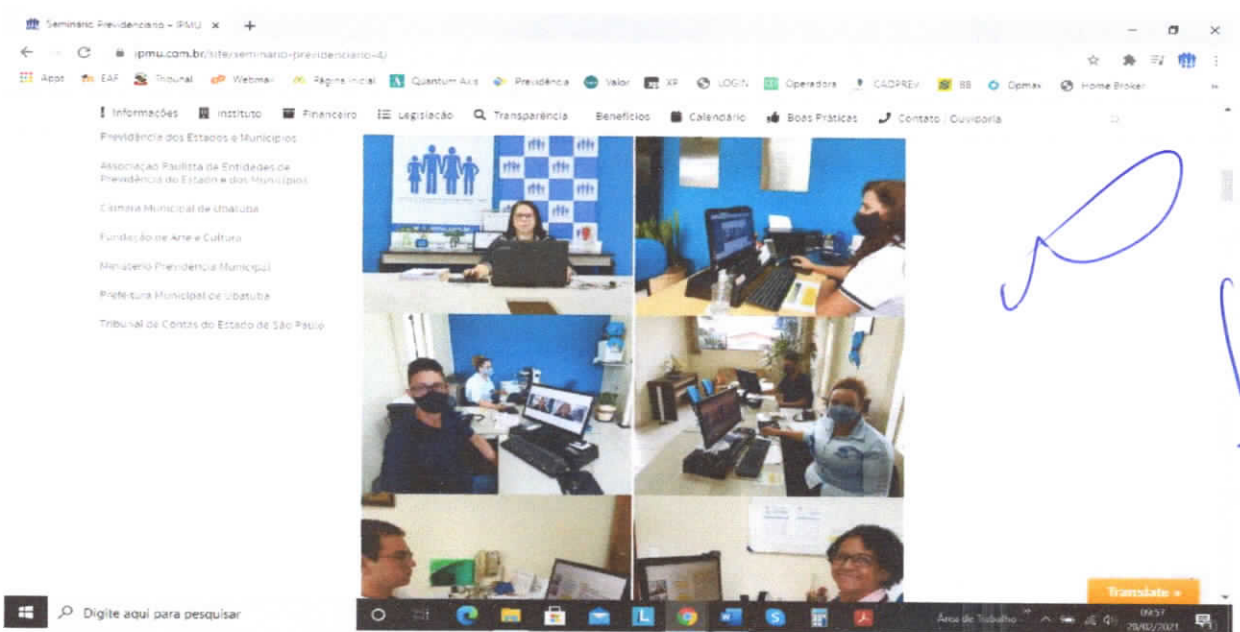 Seminário Previdenciário – IPMU
ipmu.com.br/site/seminario-previdenciario-4/
Apps EAF Tribunal Webmail Página Inicial Quantum Axis Previdência Valor XP LOGIN Operadora CADPREV BB Home Broker
Informações Instituto Financeiro Legislação Transparência Benefícios Calendário Boas Práticas Contato / Ouvidoria
Previdência dos Estados e Municípios
Associação Paulista de Entidades de
Previdência do Estado e dos Municípios
Câmara Municipal de Ubatuba
Fundação de Arte e Cultura
Ministério Previdência Municipal
Prefeitura Municipal de Ubatuba
Tribunal de Contas do Estado de São Paulo
Translate »
Digite aqui para pesquisar
Área de Trabalho
09:57